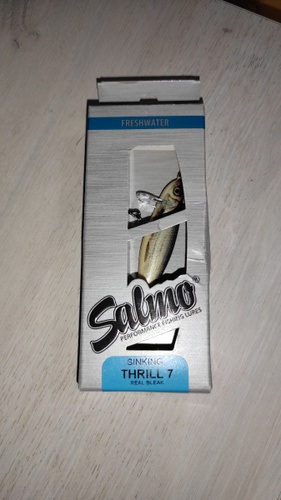 FRESHWATER
Salmo®
PERFORMANCE FISHING LURES
SINKING
THRILL 7
REAL BLEAK